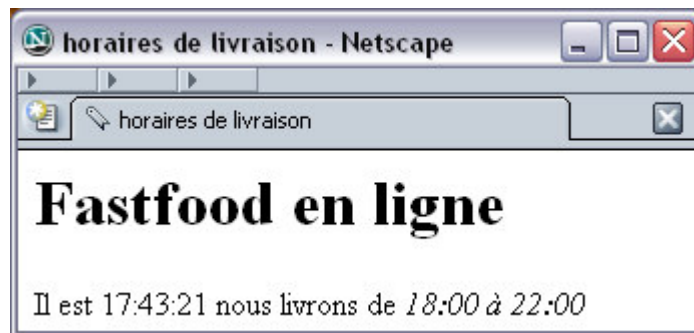 horaires de livraison - Netscape
horaires de livraison
Fastfood en ligne
Il est 17:43:21 nous livrons de 18:00 à 22:00